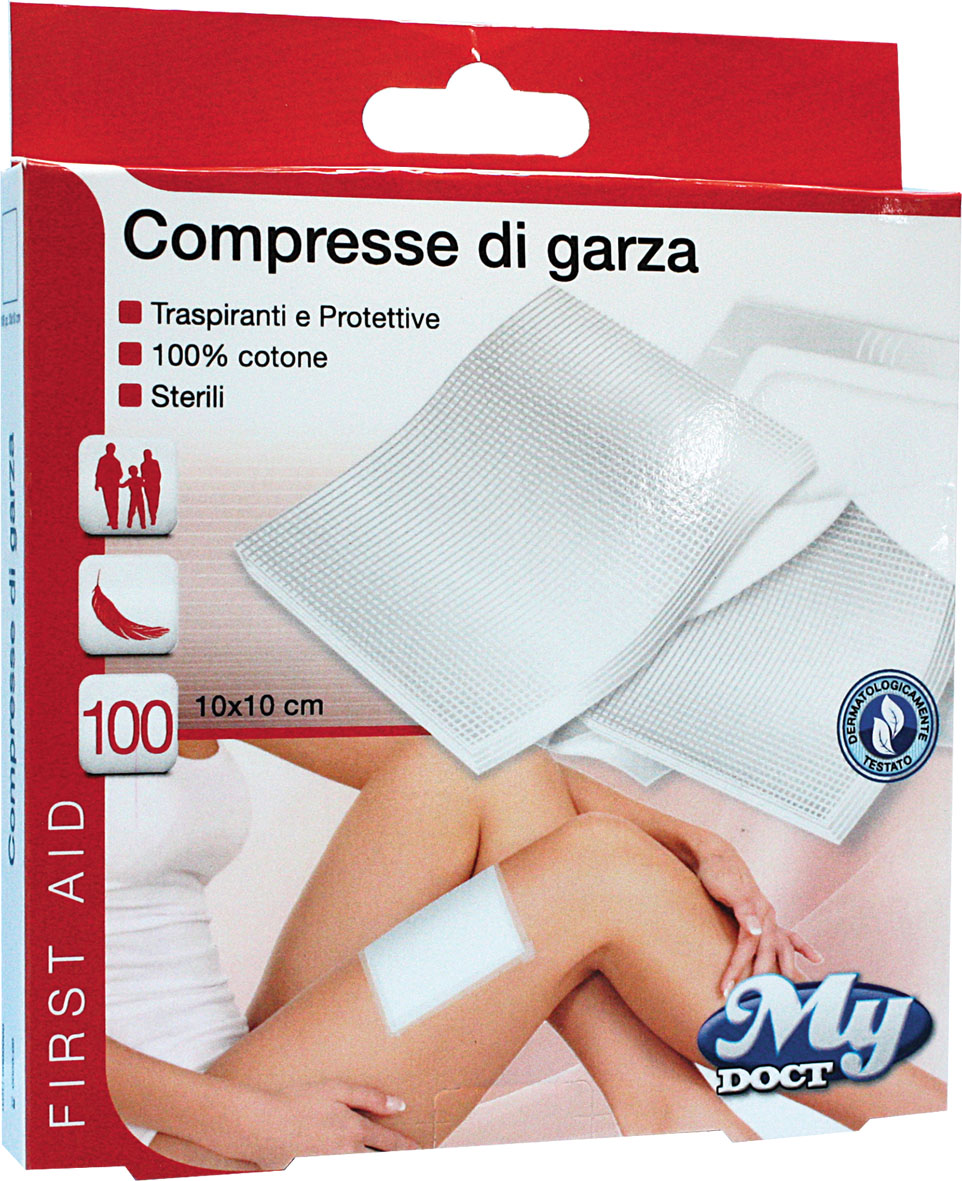 Compresse di garza
Traspiranti e Protettive
100% cotone
Sterili
100
10x10 cm
DERMATOLOGICAMENTE
TESTATO
My
DOCT
FIRST AID
Compresse di garza